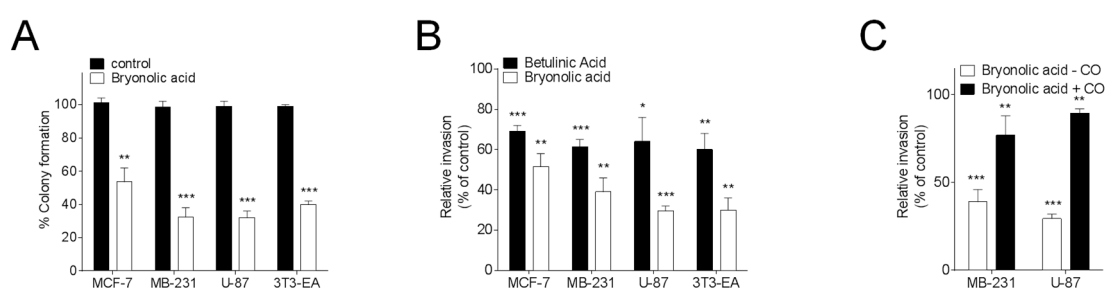 A
control
Bryonolic acid
% Colony formation
100
80
60
40
20
0
**
***
***
***
MCF-7 MB-231 U-87 3T3-EA
B
Betulinic Acid
Bryonolic acid
Relative invasion
(% of control)
100
80
60
40
20
0
*** ** *** ** * *** ** **
MCF-7 MB-231 U-87 3T3-EA
C
Bryonolic acid - CO
Bryonolic acid + CO
Relative invasion
(% of control)
100
50
0
*** ** *** **
MB-231 U-87